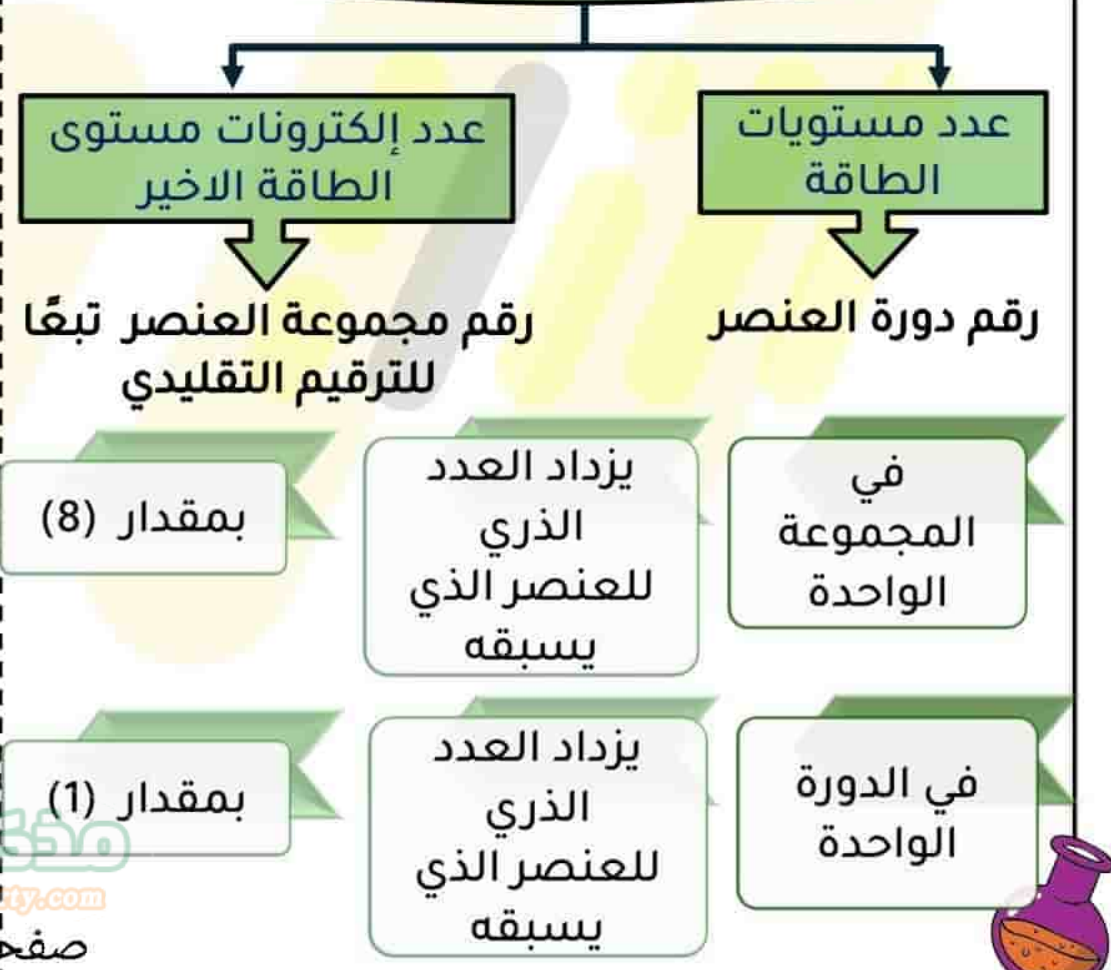 عدد مستويات
الطاقة
عدد إلكترونات مستوى
الطاقة الاخير
رقم دورة العنصر
رقم مجموعة العنصر تبعًا
للترقيم التقليدي
في
المجموعة
الواحدة
يزداد العدد
الذري
للعنصر الذي
يسبقه
بمقدار (8)
في الدورة
الواحدة
يزداد العدد
الذري
للعنصر الذي
يسبقه
بمقدار (1)
ty.com